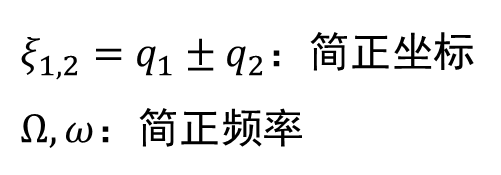 ξ₁,₂ = q₁ ± q₂：简正坐标
Ω, ω：简正频率